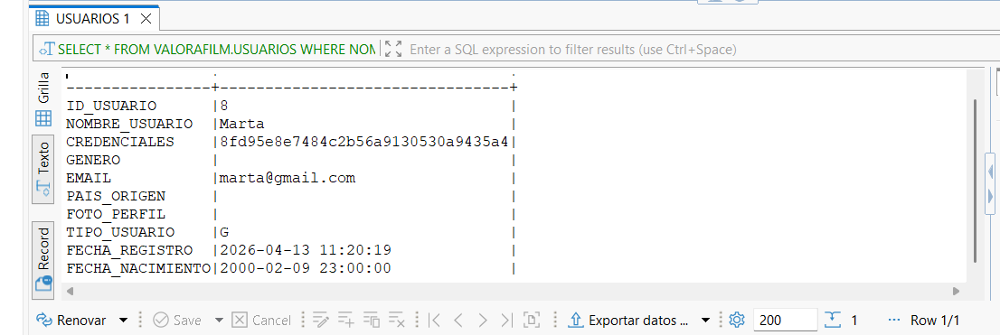 USUARIOS 1
SELECT * FROM VALORAFILM.USUARIOS WHERE NOM
Enter a SQL expression to filter results (use Ctrl+Space)
Grilla
Texto
Record
----------------+--------------------------------+
ID_USUARIO      |8                               |
NOMBRE_USUARIO  |Marta                           |
CREDENCIALES    |8fd95e8e7484c2b56a9130530a9435a4|
GENERO          |                                |
EMAIL           |marta@gmail.com                 |
PAIS_ORIGEN     |                                |
FOTO_PERFIL     |                                |
TIPO_USUARIO    |G                               |
FECHA_REGISTRO  |2026-04-13 11:20:19             |
FECHA_NACIMIENTO|2000-02-09 23:00:00             |
Renovar Save Cancel Exportar datos ... 200 1 ... Row 1/1